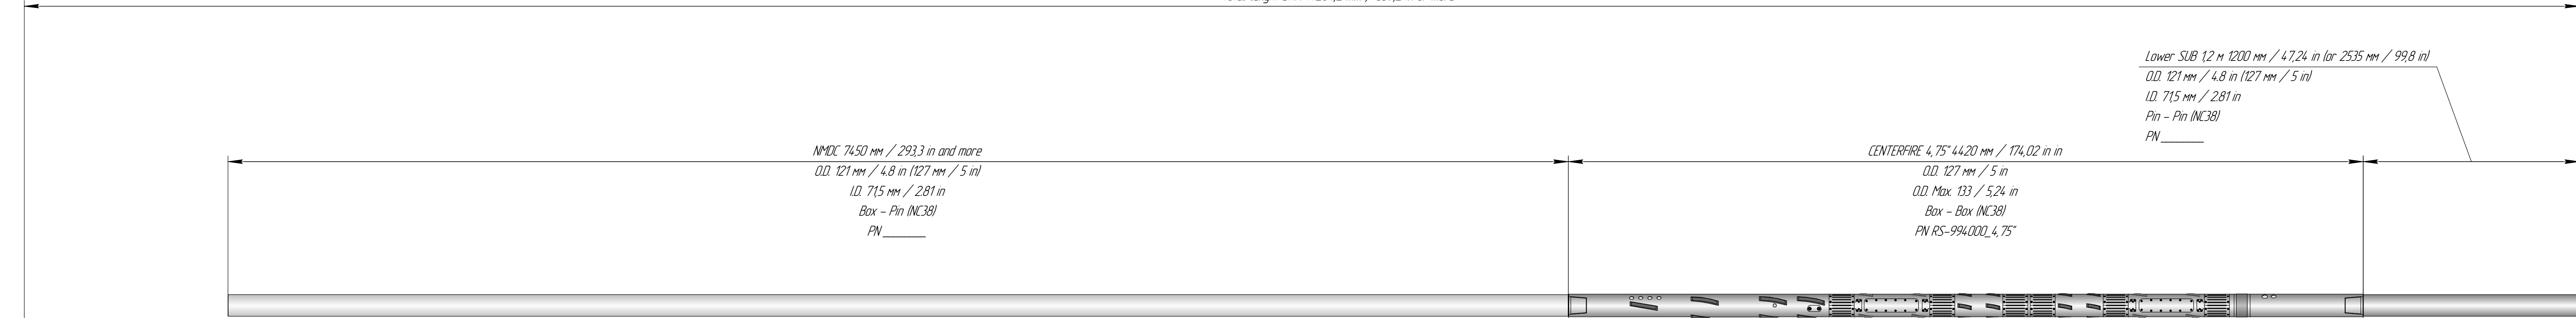 Lower SUB 1,2 м 1200 мм / 47,24 in (or 2535 мм / 99,8 in)
O.D. 121 мм / 4.8 in (127 мм / 5 in)
I.D. 71,5 мм / 2.81 in
Pin - Pin (NC38)
PN _______
NMDC 7450 мм / 293,3 in and more
O.D. 121 мм / 4.8 in (127 мм / 5 in)
I.D. 71,5 мм / 2.81 in
Box - Pin (NC38)
PN _______
CENTERFIRE 4,75" 4420 мм / 174,02 in in
O.D. 127 мм / 5 in
O.D. Max. 133 / 5,24 in
Box - Box (NC38)
PN RS-994000_4,75"